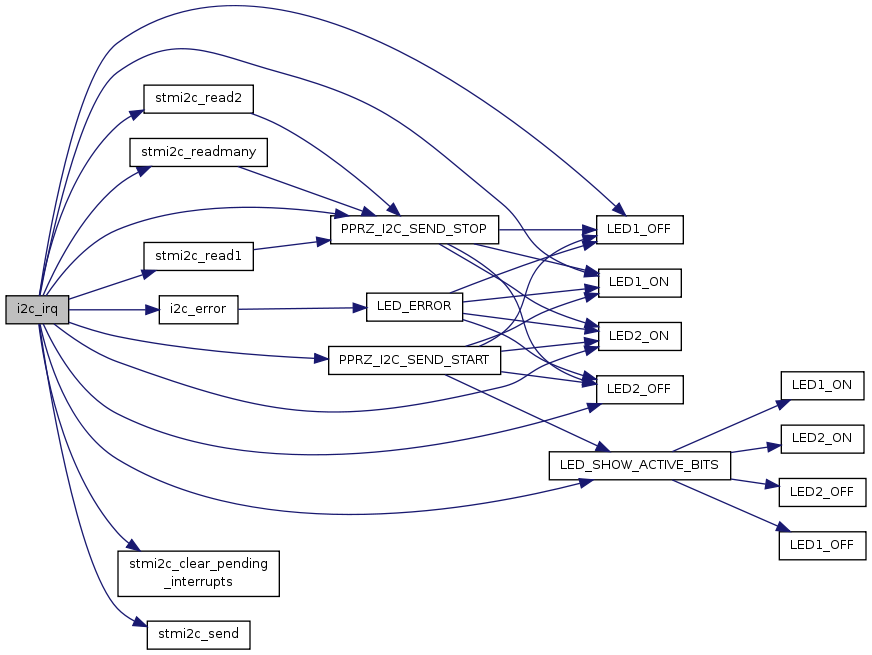 stmi2c_read2
stmi2c_readmany
PPRZ_I2C_SEND_STOP
LED1_OFF
stmi2c_read1
LED1_ON
i2c_irq
i2c_error
LED_ERROR
LED2_ON
PPRZ_I2C_SEND_START
LED2_OFF
LED1_ON
LED2_ON
LED_SHOW_ACTIVE_BITS
LED2_OFF
LED1_OFF
stmi2c_clear_pending
_interrupts
stmi2c_send